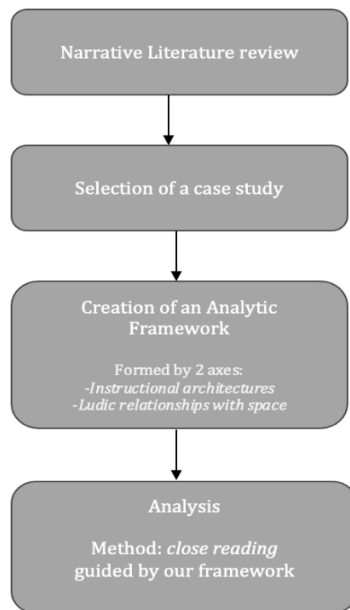 Narrative Literature review
Selection of a case study
Creation of an Analytic
Framework
Formed by 2 axes:
-Instructional architectures
-Ludic relationships with space
Analysis
Method: close reading
guided by our framework